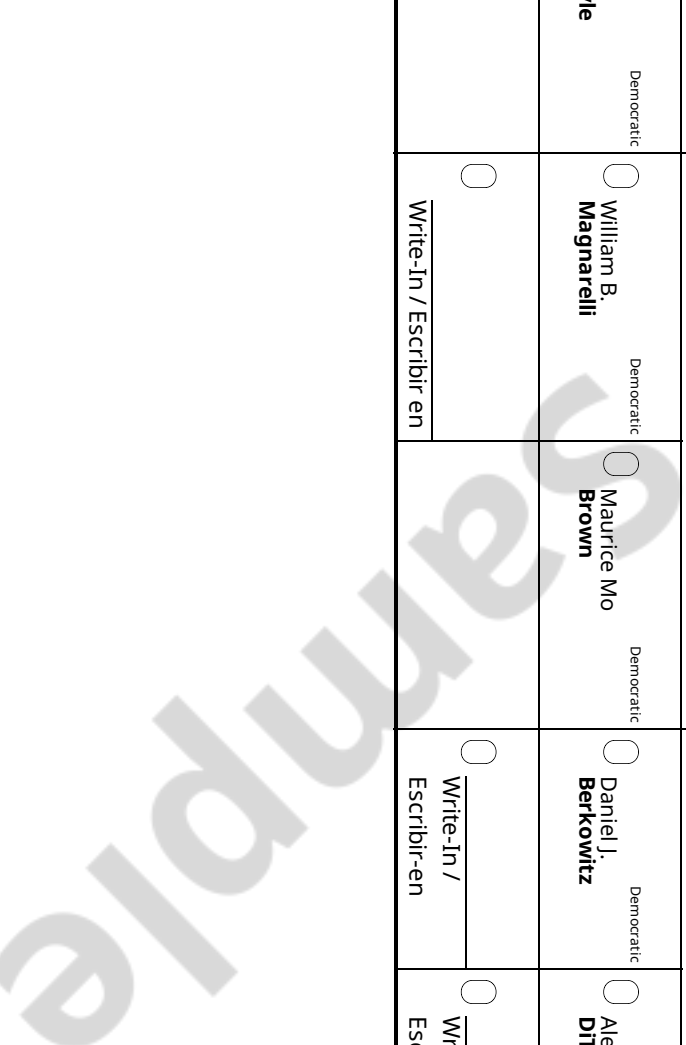 Democratic
Democratic
William B.
Magnarelli
Democratic
Maurice Mo
Brown
Democratic
Daniel J.
Berkowitz
Write-In / Escribir en
Write-In /
Escribir-en
Sample